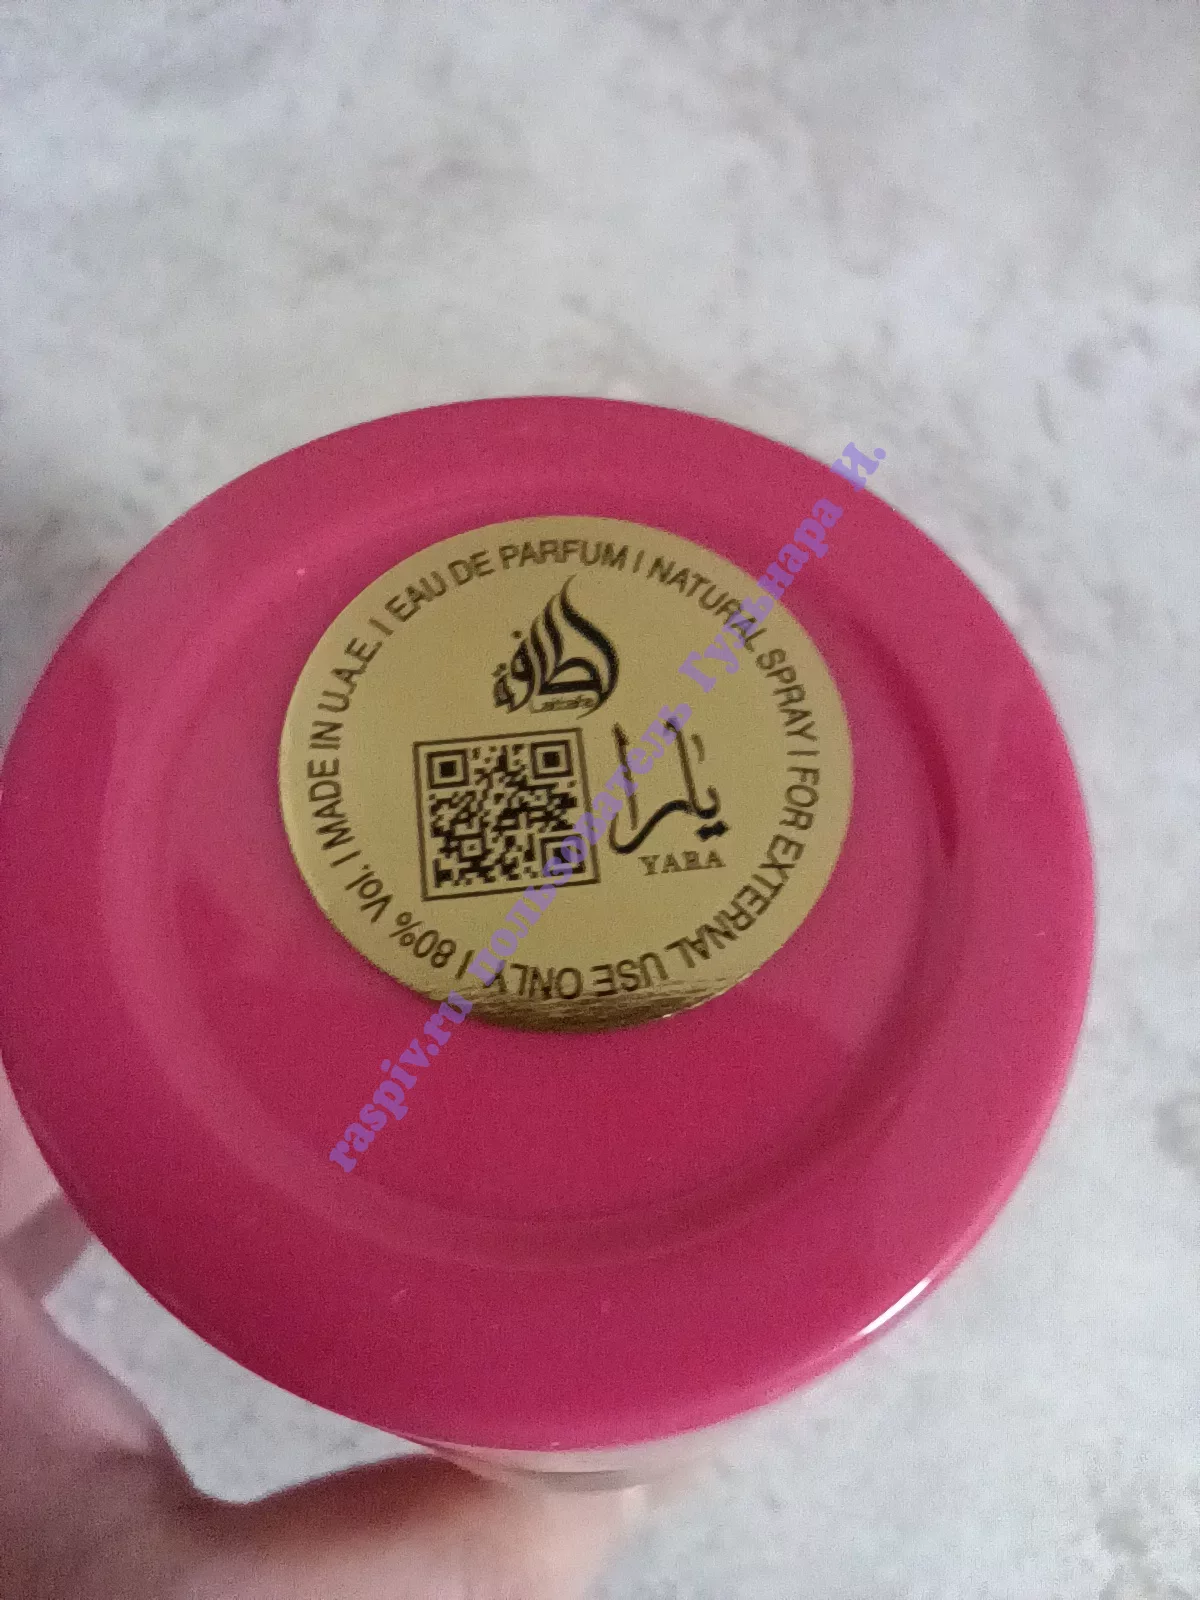 | MADE IN U.A.E. | EAU DE PARFUM | NATURAL SPRAY | FOR EXTERNAL USE ONLY | 80% Vol.
لطافة
Lattafa
يارا
YARA
raspiv.ru пользователь Гульнара И.